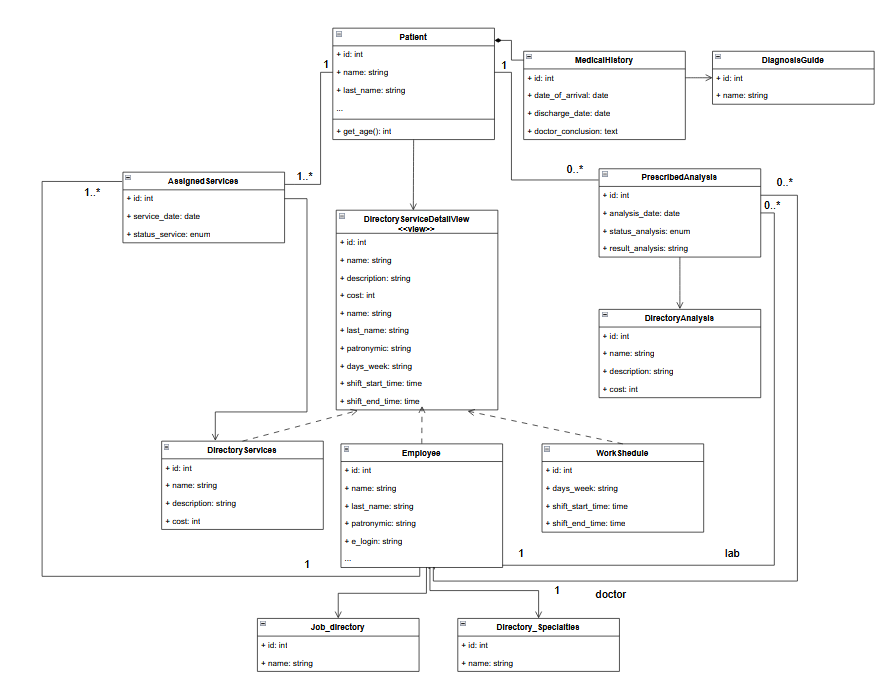 Patient
+ id: int
+ name: string
+ last_name: string
...
+ get_age(): int
1
1
MedicalHistory
+ id: int
+ date_of_arrival: date
+ discharge_date: date
+ doctor_conclusion: text
DiagnosisGuide
+ id: int
+ name: string
1..*
1..*
AssignedServices
+ id: int
+ service_date: date
+ status_service: enum
0..*
0..*
0..*
PrescribedAnalysis
+ id: int
+ analysis_date: date
+ status_analysis: enum
+ result_analysis: string
DirectoryServiceDetailView
<<view>>
+ id: int
+ name: string
+ description: string
+ cost: int
+ name: string
+ last_name: string
+ patronymic: string
+ days_week: string
+ shift_start_time: time
+ shift_end_time: time
DirectoryAnalysis
+ id: int
+ name: string
+ description: string
+ cost: int
DirectoryServices
+ id: int
+ name: string
+ description: string
+ cost: int
Employee
+ id: int
+ name: string
+ last_name: string
+ patronymic: string
+ e_login: string
...
WorkShedule
+ id: int
+ days_week: string
+ shift_start_time: time
+ shift_end_time: time
1
1
lab
1
doctor
Job_directory
+ id: int
+ name: string
Directory_Specialties
+ id: int
+ name: string